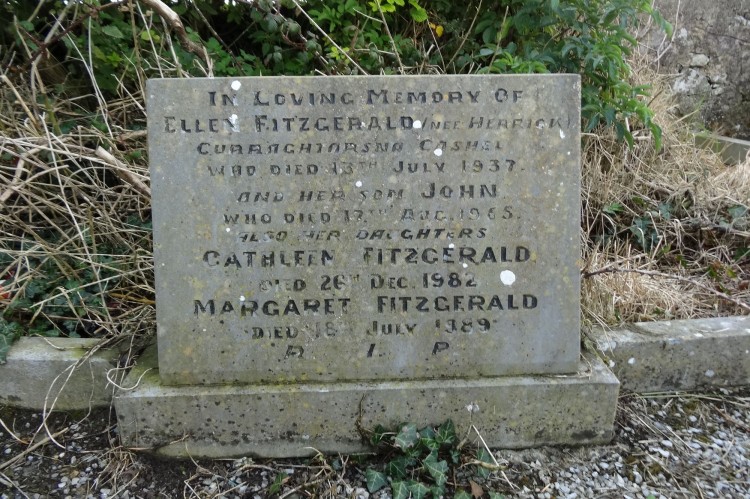 IN LOVING MEMORY OF
ELLEN FITZGERALD (NEE HERRICK)
CURRAGHTARSNA CASHEL
WHO DIED 13TH JULY 1937.
AND HER SON JOHN
WHO DIED 17TH AUG. 1965.
ALSO HER DAUGHTERS
CATHLEEN FITZGERALD
DIED 26TH DEC. 1982
MARGARET FITZGERALD
DIED 18TH JULY 1989
R I P